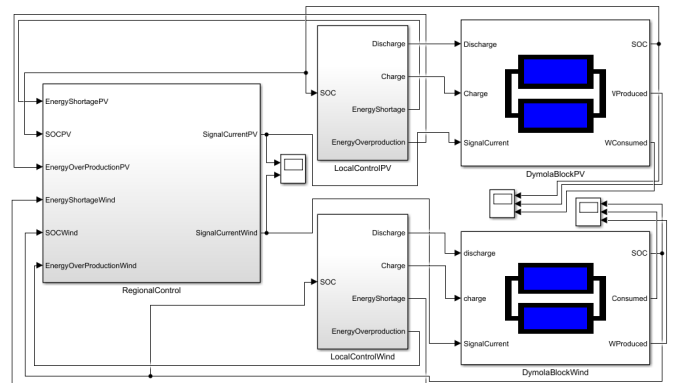 EnergyShortagePV
SOCPV
EnergyOverProductionPV
EnergyShortageWind
SOCWind
EnergyOverProductionWind
SignalCurrentPV
SignalCurrentWind
RegionalControl
SOC
Discharge
Charge
EnergyShortage
EnergyOverproduction
LocalControlPV
Discharge
Charge
SignalCurrent
SOC
WProduced
WConsumed
DymolaBlockPV
SOC
Discharge
Charge
EnergyShortage
EnergyOverproduction
LocalControlWind
discharge
charge
SignalCurrent
SOC
Consumed
WProduced
DymolaBlockWind